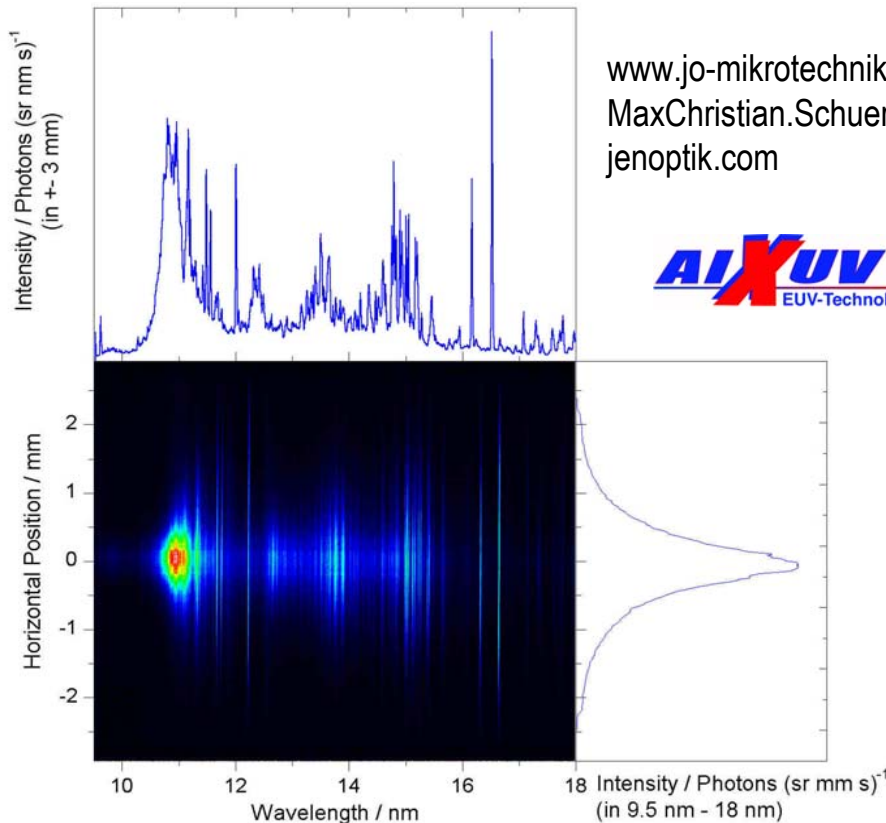 Intensity / Photons (sr nm s)-1
(in +- 3 mm)
www.jo-mikrotechnik
MaxChristian.Schuer
jenoptik.com
AIXUV
EUV-Technol
Horizontal Position / mm
2
1
0
-1
-2
10
12
14
16
18
Wavelength / nm
Intensity / Photons (sr mm s)-1
(in 9.5 nm - 18 nm)